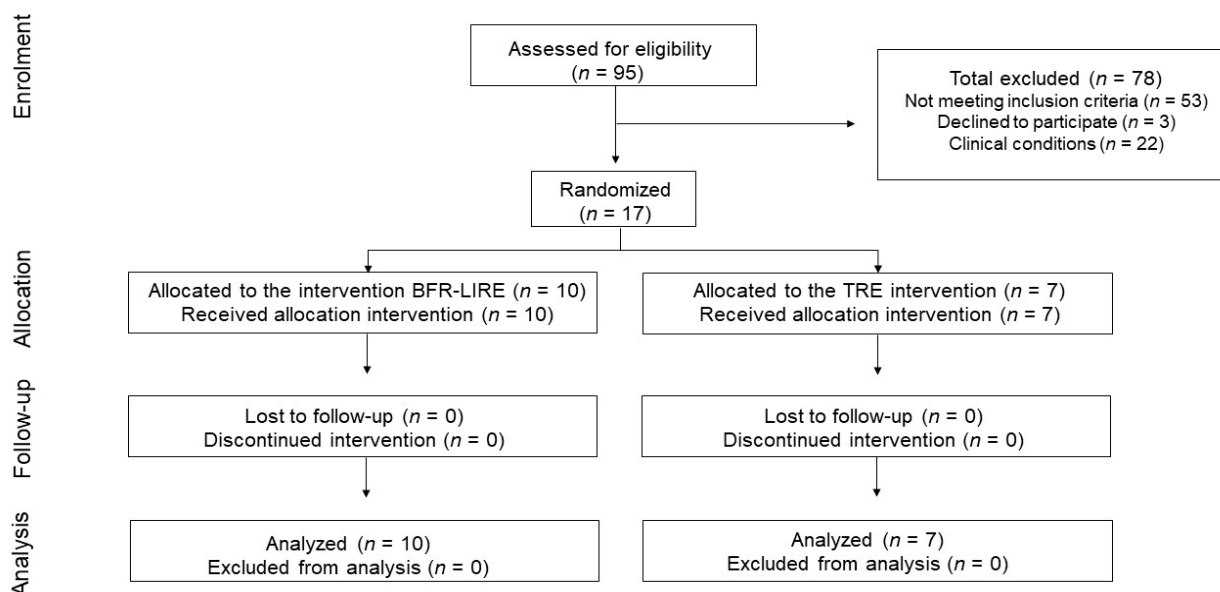 Enrolment
Assessed for eligibility
(n = 95)
Total excluded (n = 78)
Not meeting inclusion criteria (n = 53)
Declined to participate (n = 3)
Clinical conditions (n = 22)
Randomized
(n = 17)
Allocation
Allocated to the intervention BFR-LIRE (n = 10)
Received allocation intervention (n = 10)
Allocated to the TRE intervention (n = 7)
Received allocation intervention (n = 7)
Follow-up
Lost to follow-up (n = 0)
Discontinued intervention (n = 0)
Lost to follow-up (n = 0)
Discontinued intervention (n = 0)
Analysis
Analyzed (n = 10)
Excluded from analysis (n = 0)
Analyzed (n = 7)
Excluded from analysis (n = 0)